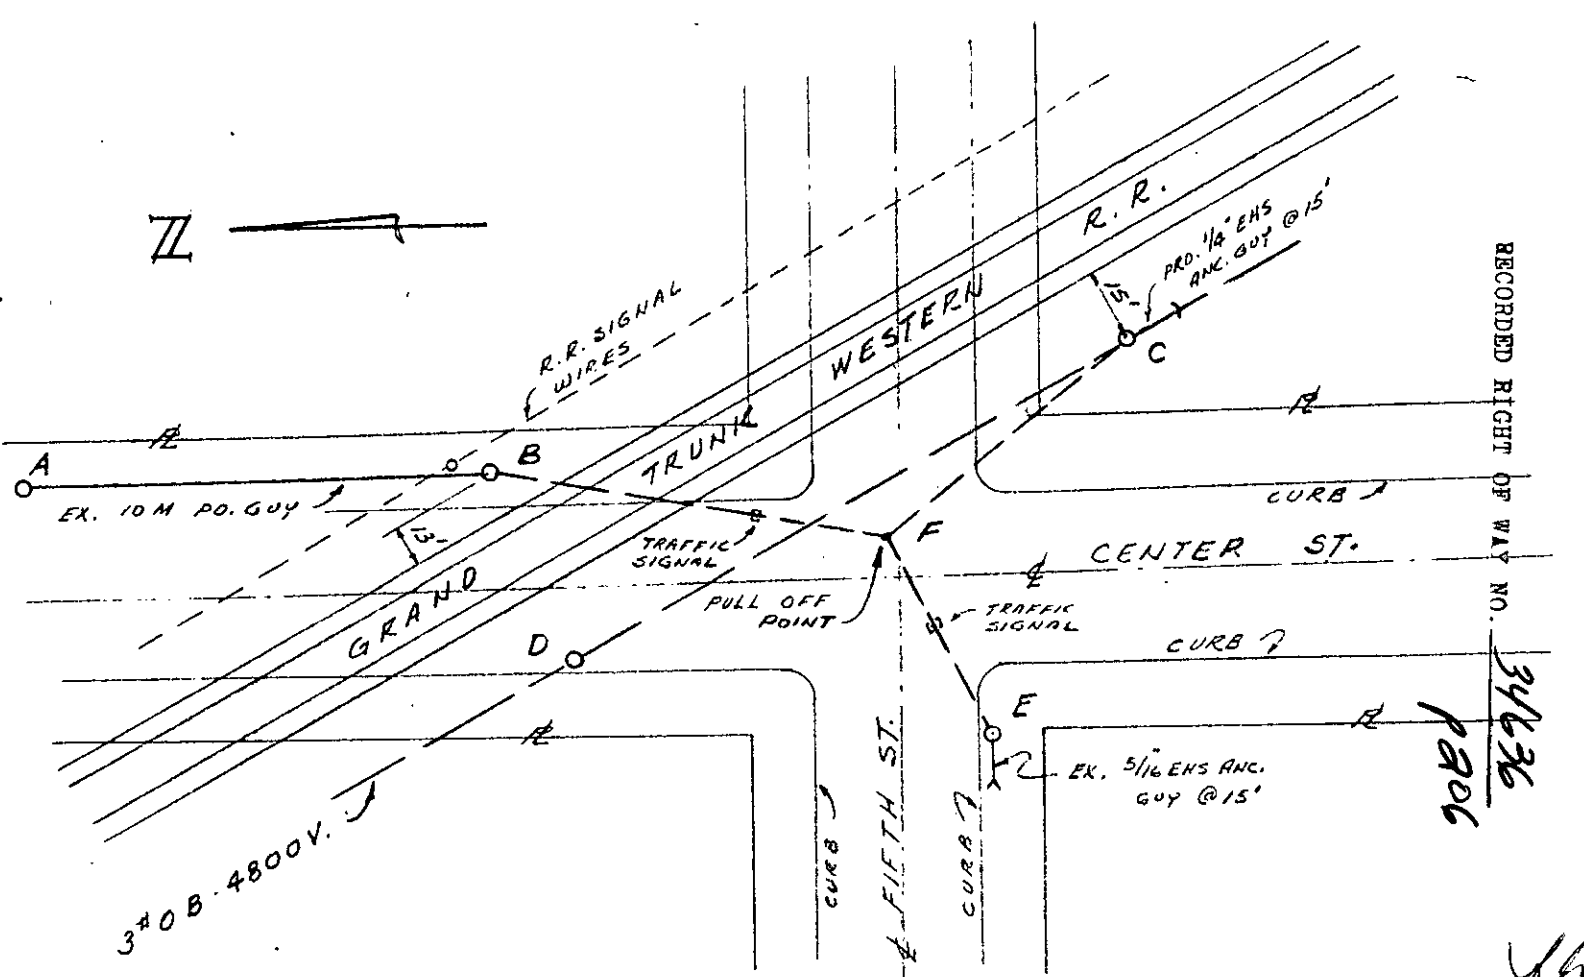 N
R.R. SIGNAL
WIRES
GRAND TRUNK WESTERN R.R.
PRO. 1/4" EHS
ANC. GUY @ 15'
15'
C
A
B
EX. 10 M PO. GUY
13'
TRAFFIC
SIGNAL
F
CURB
CENTER ST.
PULL OFF
POINT
TRAFFIC
SIGNAL
D
CURB
E
EX. 5/16" EHS ANC.
GUY @ 15'
3#0 B. 4800V.
CURB
FIFTH ST.
CURB
RECORDED RIGHT OF WAY NO. 34636